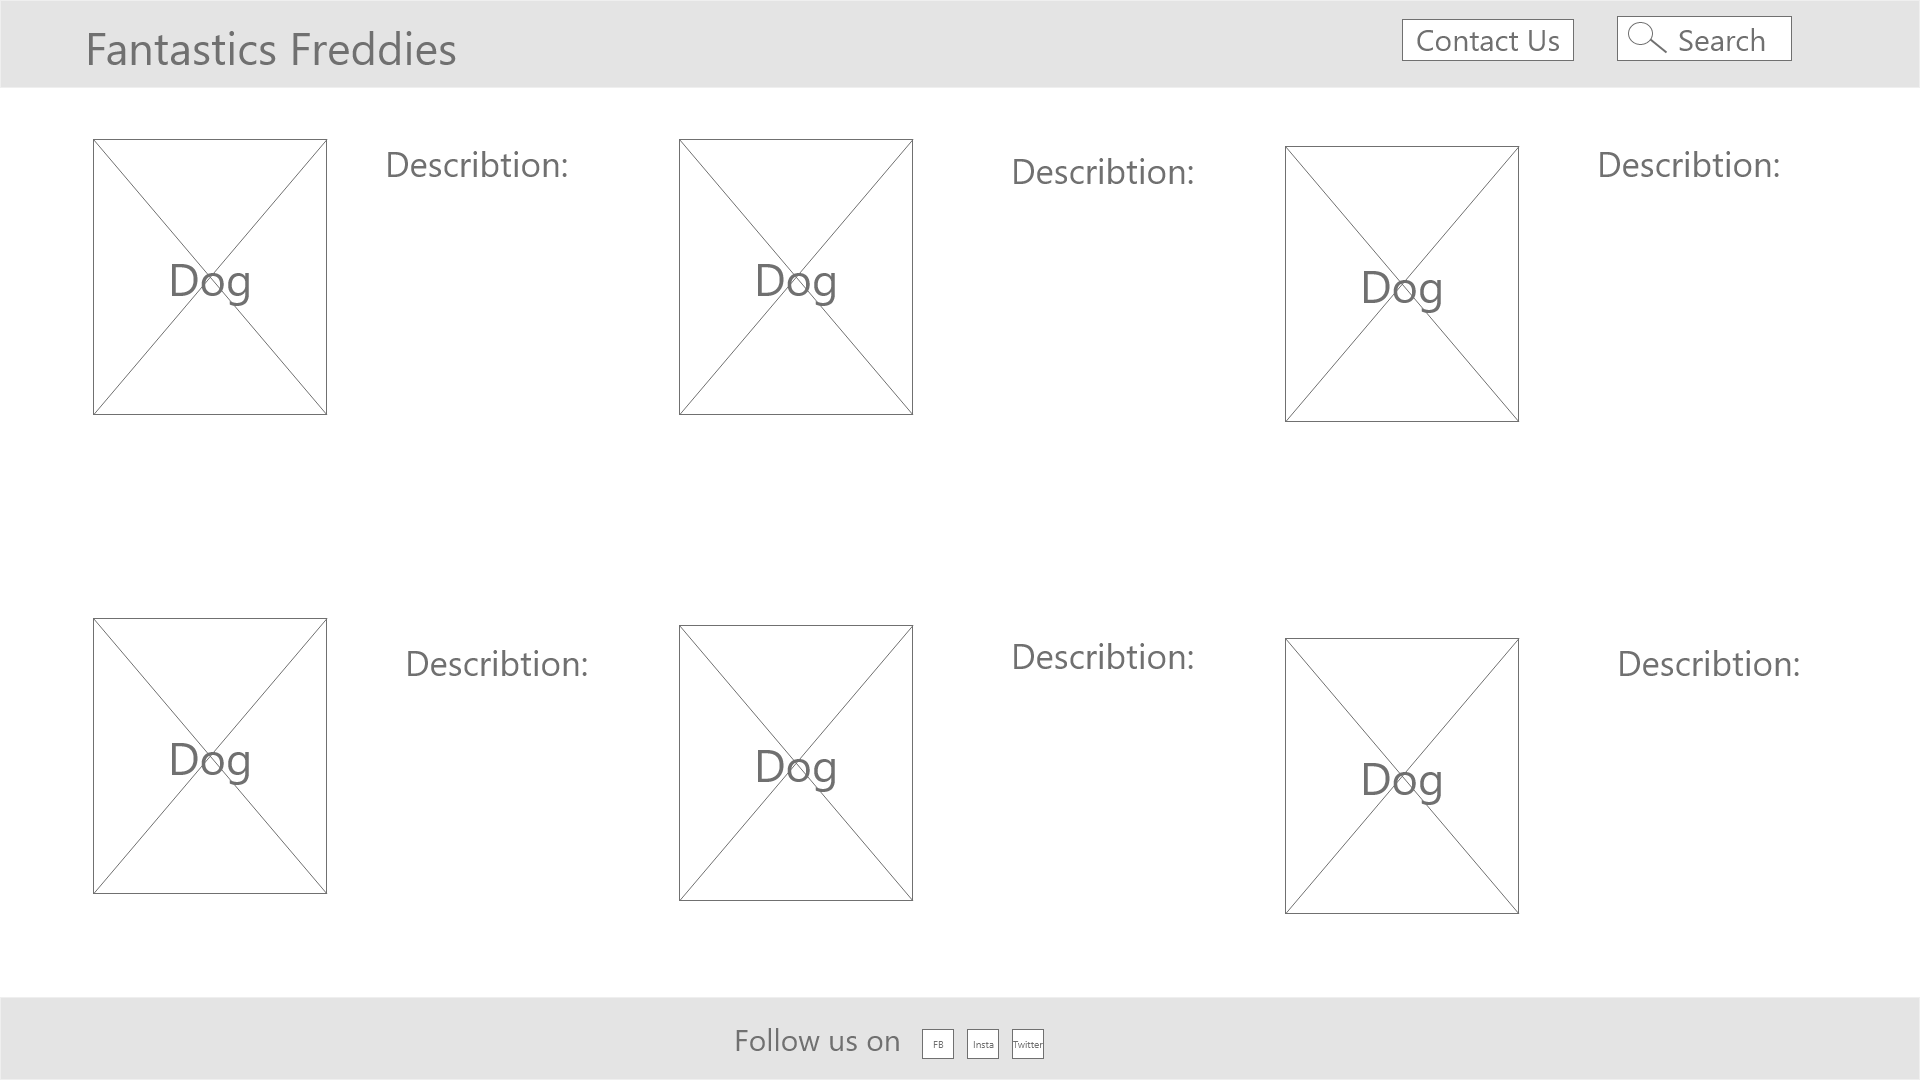 Fantastics Freddies
Contact Us
Search
Describtion:
Describtion:
Describtion:
Dog
Dog
Dog
Describtion:
Describtion:
Describtion:
Dog
Dog
Dog
Follow us on
FB
Insta
Twitter